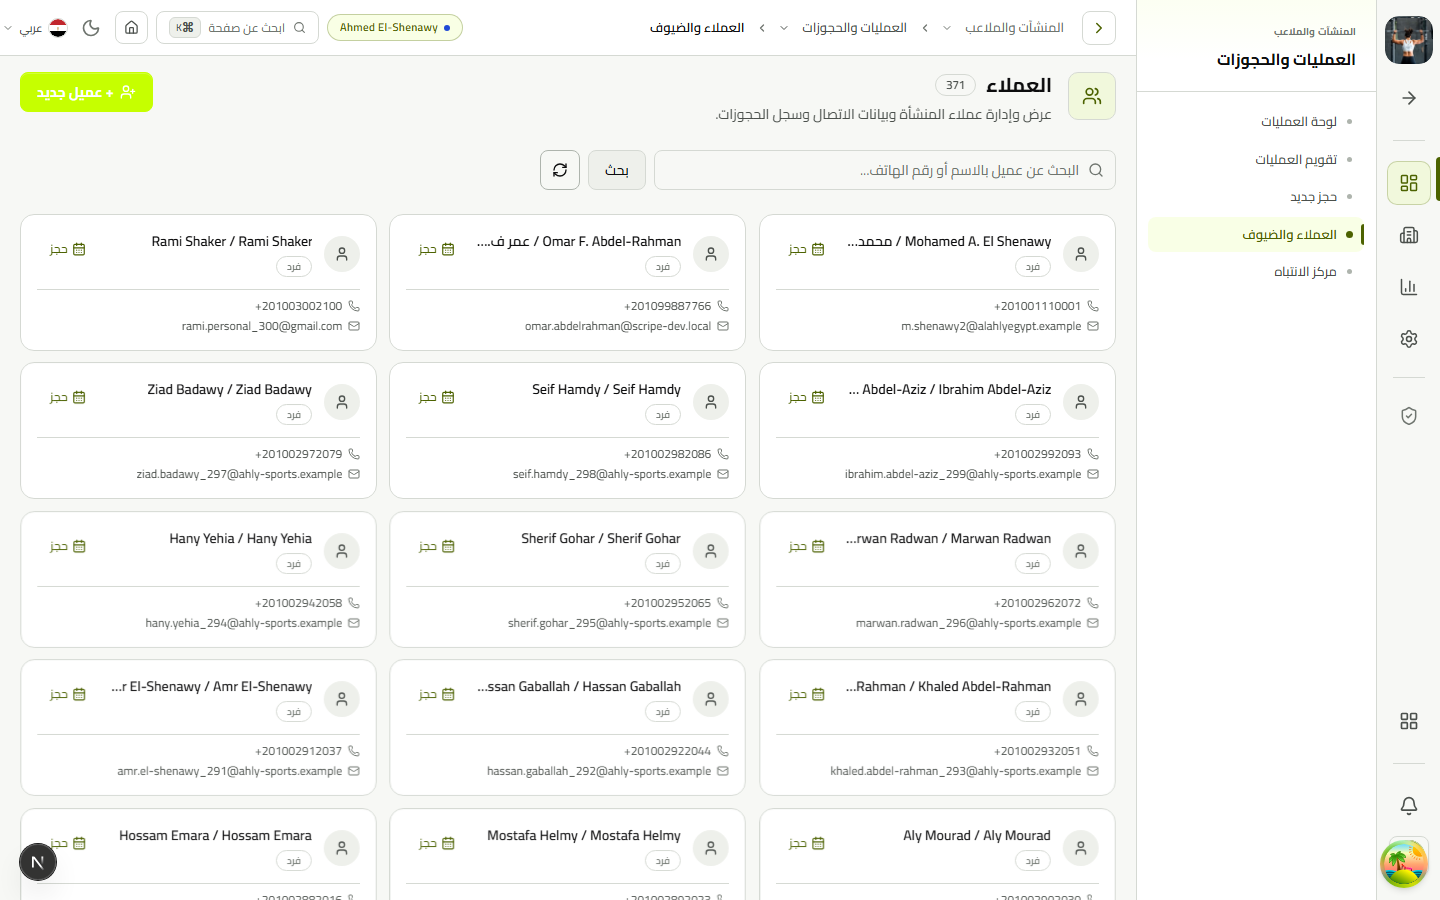 المنشآت والملاعب
العمليات والحجوزات
لوحة العمليات
تقويم العمليات
حجز جديد
العملاء والضيوف
مركز الانتباه
المنشآت والملاعب
العمليات والحجوزات
العملاء والضيوف
Ahmed El-Shenawy
ابحث عن صفحة
⌘K
عربي
العملاء
371
عرض وإدارة عملاء المنشأة وبيانات الاتصال وسجل الحجوزات.
+ عميل جديد
البحث عن عميل بالاسم أو رقم الهاتف...
بحث
Mohamed A. El Shenawy / محمد...
فرد
حجز
+201001110001
m.shenawy2@alahlyegypt.example
Omar F. Abdel-Rahman / عمر ف....
فرد
حجز
+201099887766
omar.abdelrahman@scripe-dev.local
Rami Shaker / Rami Shaker
فرد
حجز
+201003002100
rami.personal_300@gmail.com
... Abdel-Aziz / Ibrahim Abdel-Aziz
فرد
حجز
+201002992093
ibrahim.abdel-aziz_299@ahly-sports.example
Seif Hamdy / Seif Hamdy
فرد
حجز
+201002982086
seif.hamdy_298@ahly-sports.example
Ziad Badawy / Ziad Badawy
فرد
حجز
+201002972079
ziad.badawy_297@ahly-sports.example
...rwan Radwan / Marwan Radwan
فرد
حجز
+201002962072
marwan.radwan_296@ahly-sports.example
Sherif Gohar / Sherif Gohar
فرد
حجز
+201002952065
sherif.gohar_295@ahly-sports.example
Hany Yehia / Hany Yehia
فرد
حجز
+201002942058
hany.yehia_294@ahly-sports.example
...Rahman / Khaled Abdel-Rahman
فرد
حجز
+201002932051
khaled.abdel-rahman_293@ahly-sports.example
...ssan Gaballah / Hassan Gaballah
فرد
حجز
+201002922044
hassan.gaballah_292@ahly-sports.example
...r El-Shenawy / Amr El-Shenawy
فرد
حجز
+201002912037
amr.el-shenawy_291@ahly-sports.example
Aly Mourad / Aly Mourad
فرد
حجز
Mostafa Helmy / Mostafa Helmy
فرد
حجز
Hossam Emara / Hossam Emara
فرد
حجز
N